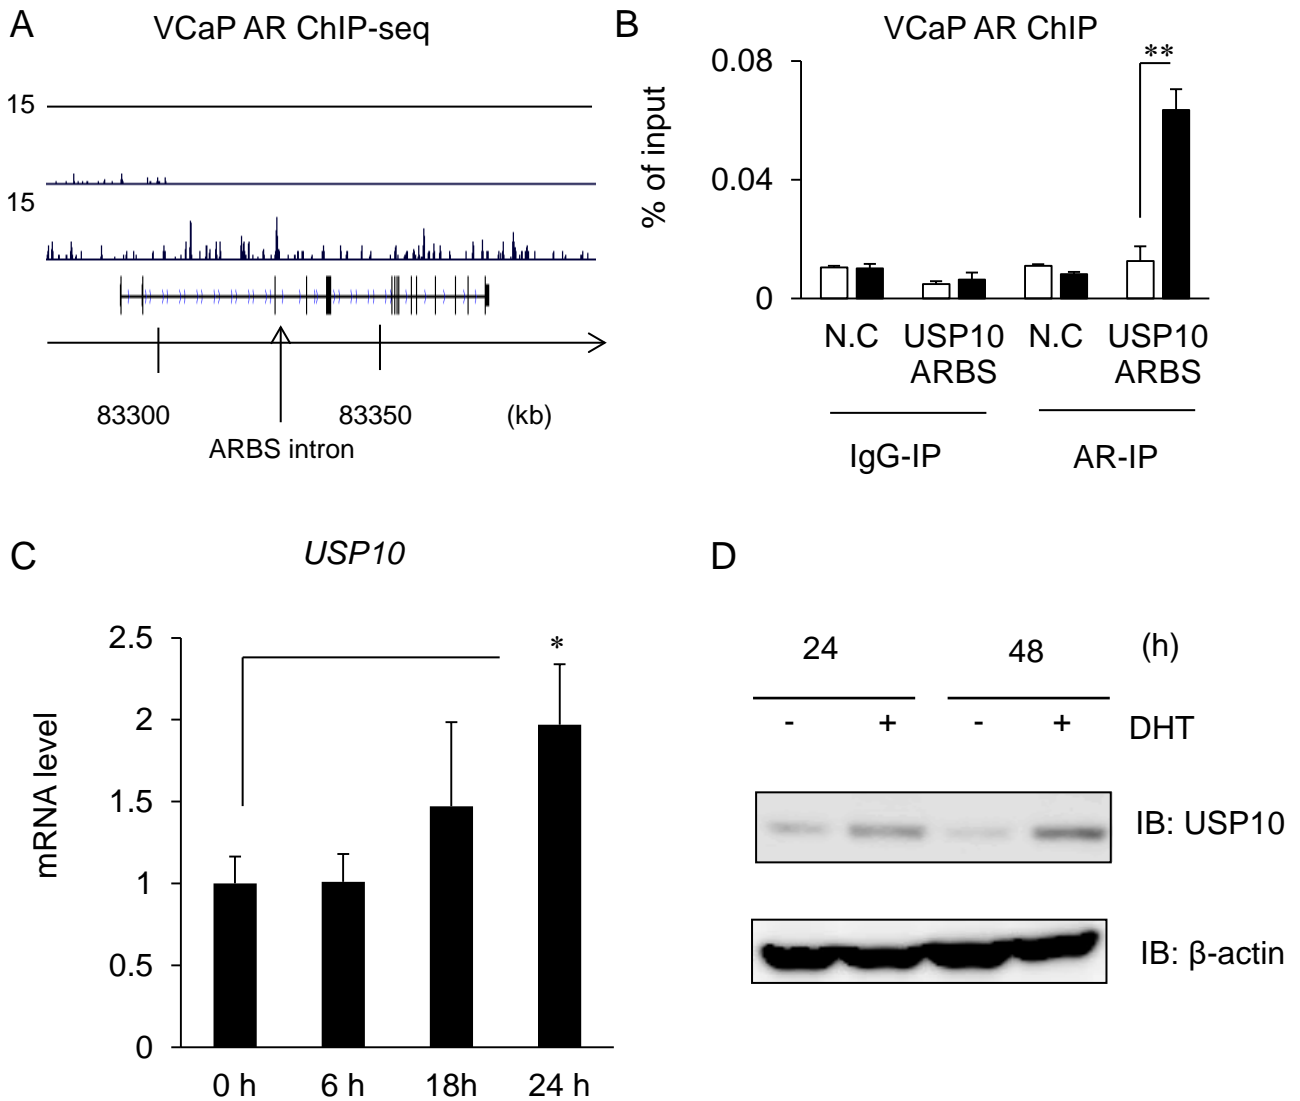 A
VCaP AR ChIP-seq
15
15
83300
83350
(kb)
ARBS intron
B
VCaP AR ChIP
% of input
0.08
0.04
0
**
N.C
USP10
ARBS
N.C
USP10
ARBS
IgG-IP
AR-IP
C
USP10
mRNA level
2.5
2
1.5
1
0.5
0
*
0 h
6 h
18h
24 h
D
24
48
(h)
-
+
-
+
DHT
IB: USP10
IB: β-actin